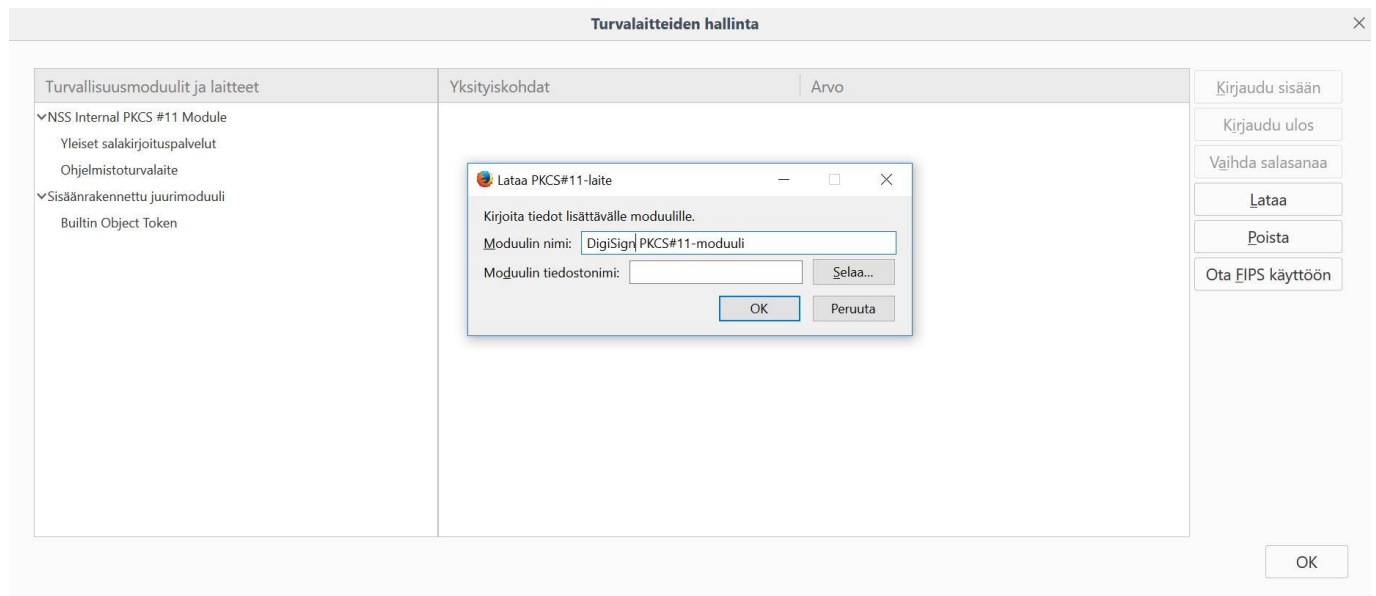 Turvalaitteiden hallinta
Turvallisuusmoduulit ja laitteet
Yksityiskohdat
Arvo
NSS Internal PKCS #11 Module
Yleiset salakirjoituspalvelut
Ohjelmistoturvalaite
Sisäänrakennettu juurimoduuli
Builtin Object Token
Lataa PKCS#11-laite
Kirjoita tiedot lisättävälle moduulille.
Moduulin nimi: DigiSign PKCS#11-moduuli
Moduulin tiedostonimi: Selaa...
OK Peruuta
Kirjaudu sisään
Kirjaudu ulos
Vaihda salasanaa
Lataa
Poista
Ota FIPS käyttöön
OK